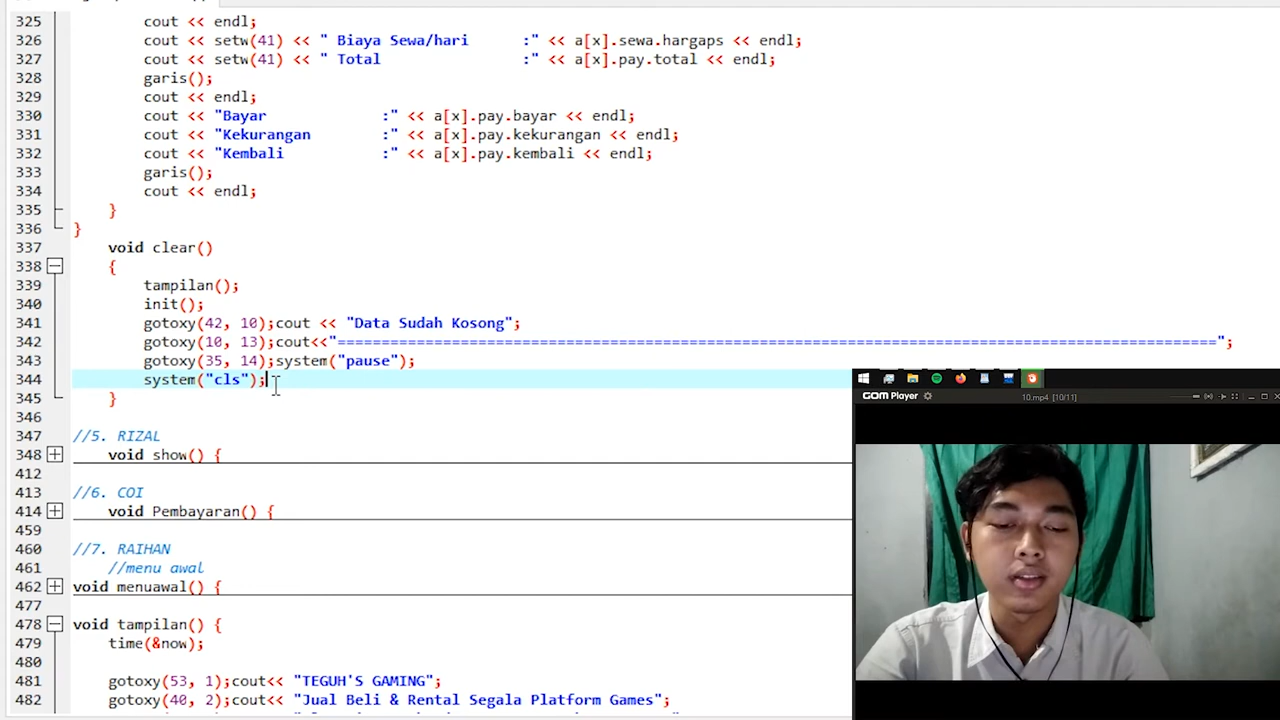 325 cout << endl;
326 cout << setw(41) << " Biaya Sewa/hari :" << a[x].sewa.hargaps << endl;
327 cout << setw(41) << " Total :" << a[x].pay.total << endl;
328 garis();
329 cout << endl;
330 cout << "Bayar :" << a[x].pay.bayar << endl;
331 cout << "Kekurangan :" << a[x].pay.kekurangan << endl;
332 cout << "Kembali :" << a[x].pay.kembali << endl;
333 garis();
334 cout << endl;
335 }
336 }
337 void clear()
338 {
339 tampilan();
340 init();
341 gotoxy(42, 10);cout << "Data Sudah Kosong";
342 gotoxy(10, 13);cout<<"====================================================================================================";
343 gotoxy(35, 14);system("pause");
344 system("cls");
345 }
346
347 //5. RIZAL
348 void show() {
412
413 //6. COI
414 void Pembayaran() {
459
460 //7. RAIHAN
461 //menu awal
462 void menuawal() {
477
478 void tampilan() {
479 time(&now);
480
481 gotoxy(53, 1);cout<< "TEGUH'S GAMING";
482 gotoxy(40, 2);cout<< "Jual Beli & Rental Segala Platform Games";
GOM Player
10.mp4 [10/11]